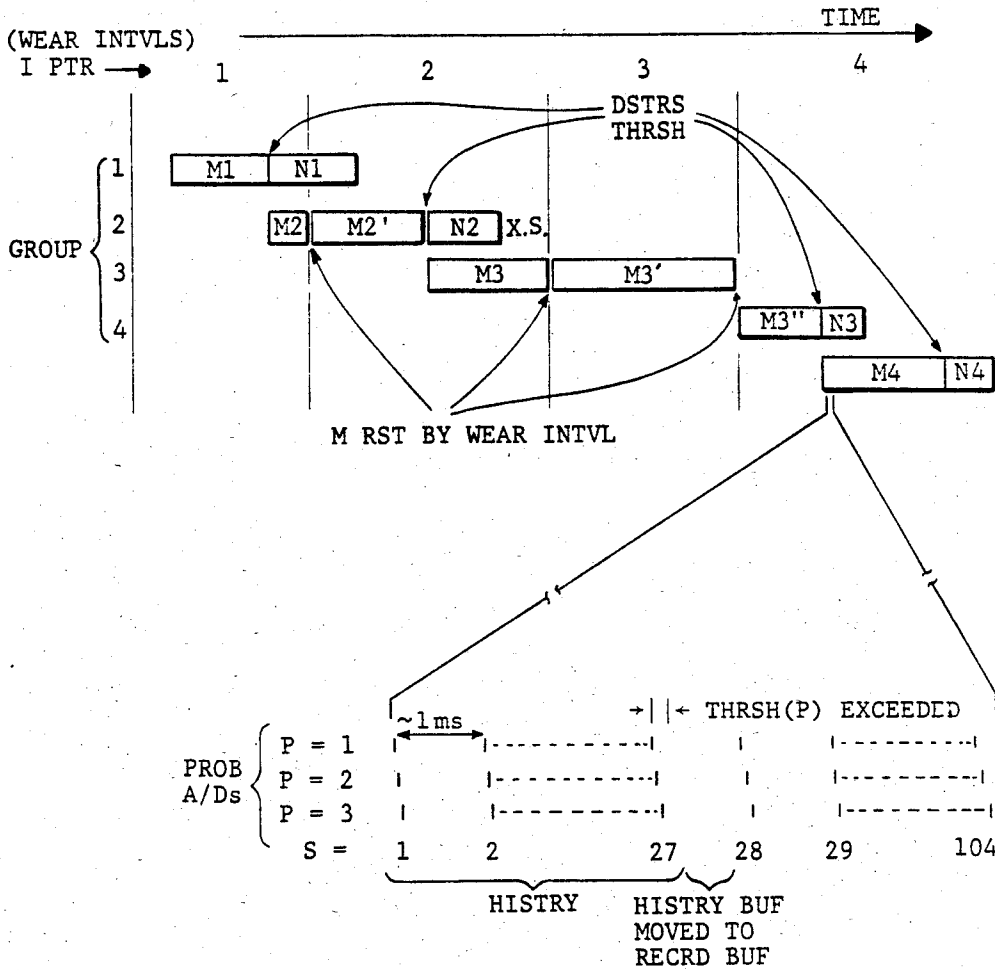 TIME
(WEAR INTVLS)
I PTR
1 2 3 4
DSTRS
THRSH
GROUP
1 M1 N1
2 M2 M2' N2 X.S.
3 M3 M3'
4 M3'' N3
M4 N4
M RST BY WEAR INTVL
~1ms
THRSH(P) EXCEEDED
PROB
A/Ds
P = 1
P = 2
P = 3
S = 1 2 27 28 29 104
HISTRY
HISTRY BUF
MOVED TO
RECRD BUF